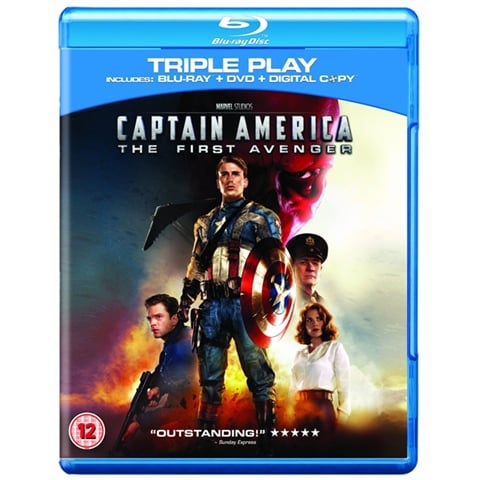 Blu-ray Disc
TRIPLE PLAY
INCLUDES: BLU-RAY + DVD + DIGITAL COPY
MARVEL STUDIOS
CAPTAIN AMERICA
THE FIRST AVENGER
12
"OUTSTANDING!" ★★★★★
– Sunday Express